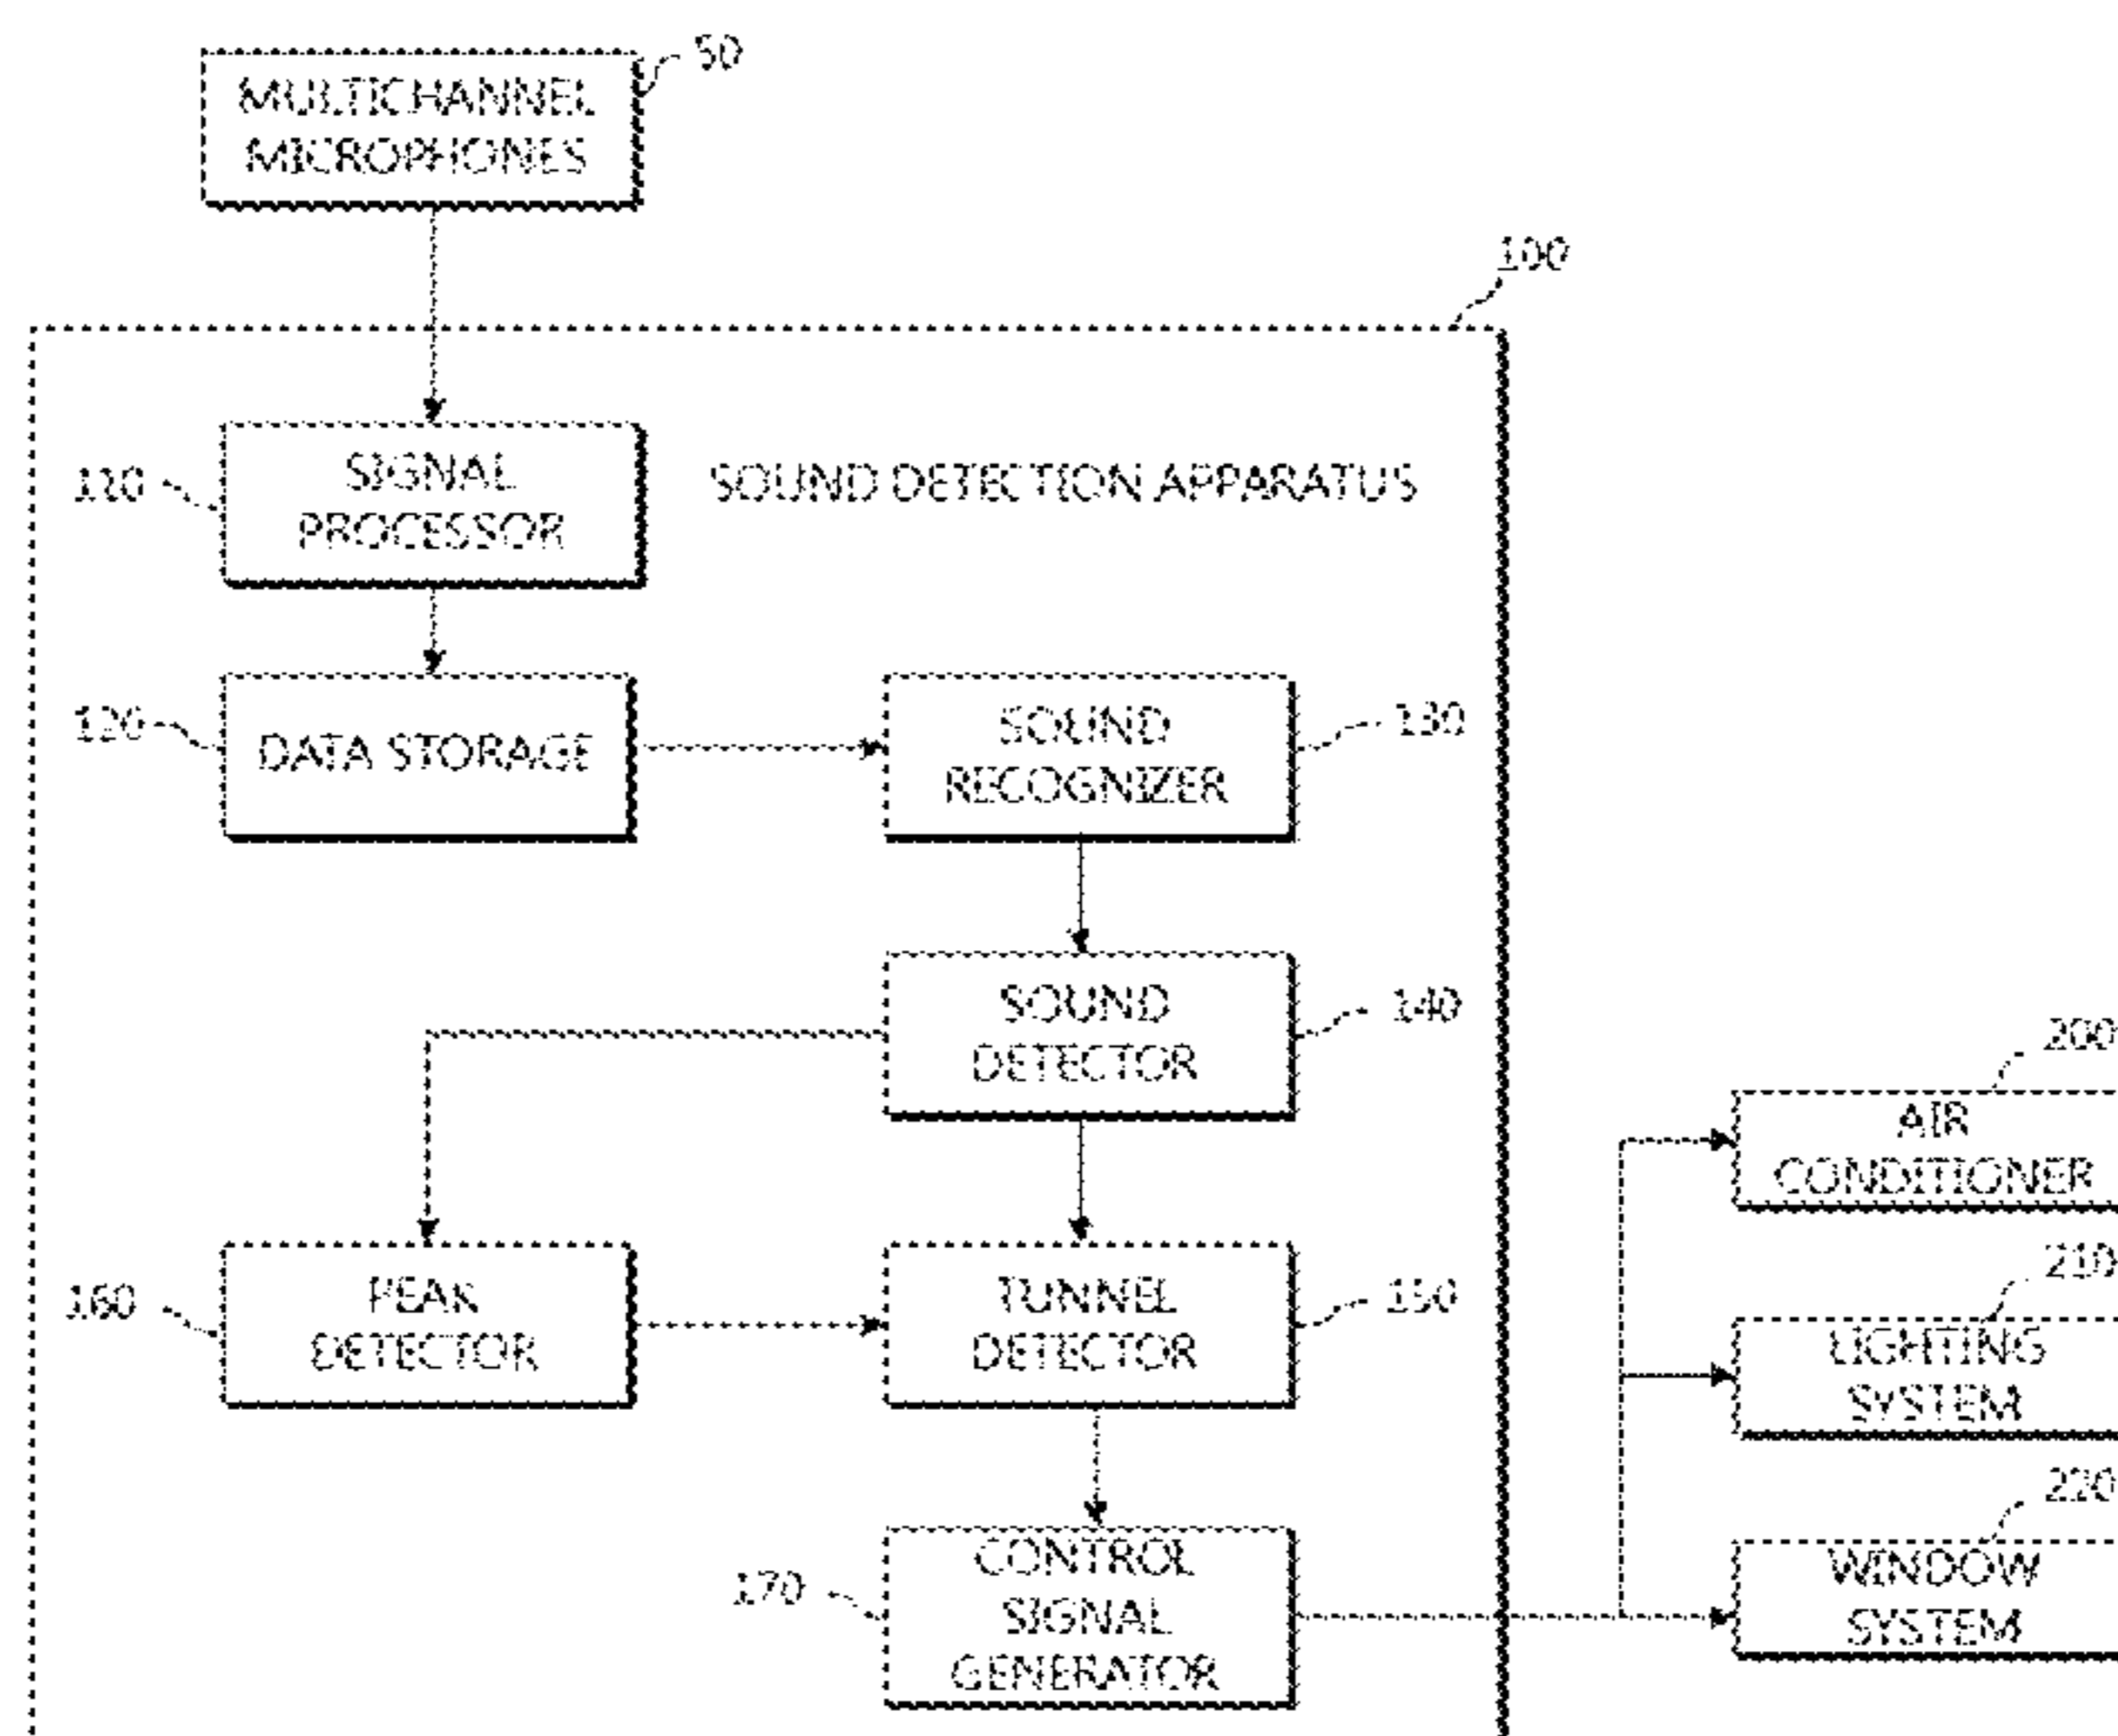 50
MULTICHANNEL
MICROPHONES
100
110
SIGNAL
PROCESSOR
SOUND DETECTION APPARATUS
120
DATA STORAGE
SOUND
RECOGNIZER
130
SOUND
DETECTOR
140
200
AIR
CONDITIONER
160
PEAK
DETECTOR
TUNNEL
DETECTOR
150
210
LIGHTING
SYSTEM
170
CONTROL
SIGNAL
GENERATOR
220
WINDOW
SYSTEM